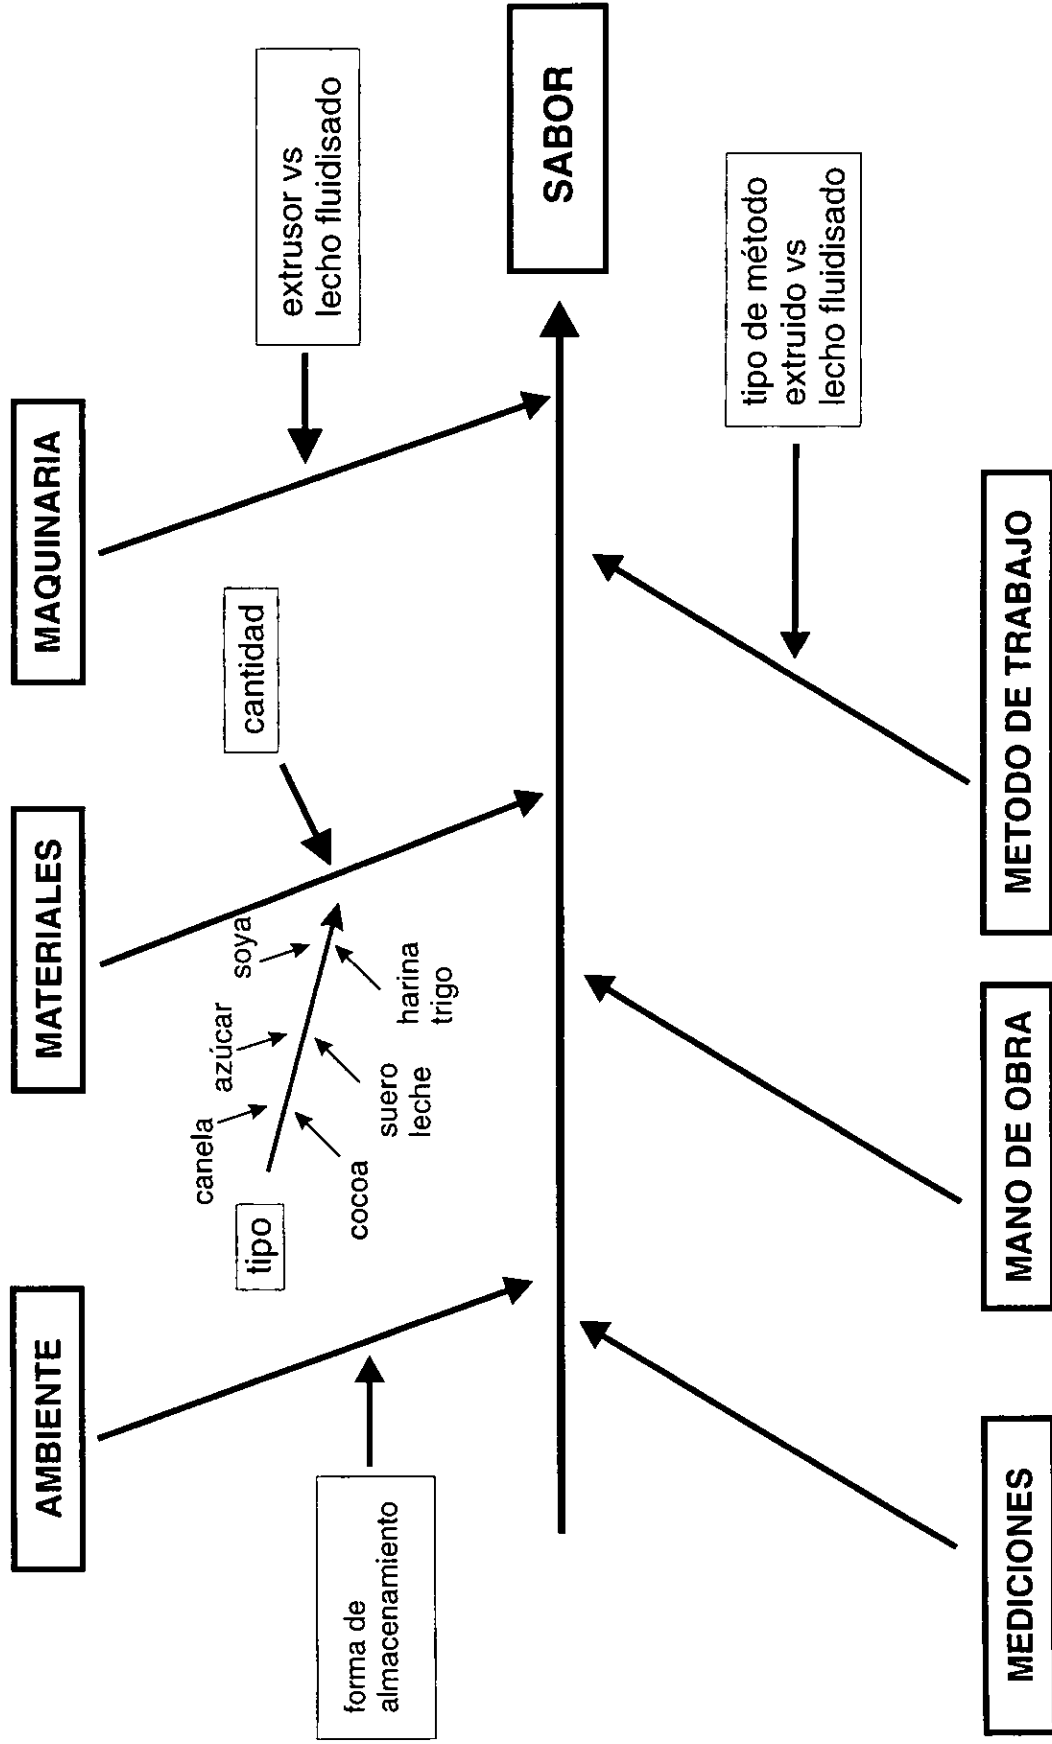 AMBIENTE
MATERIALES
MAQUINARIA
canela
azúcar
soya
cantidad
extrusor vs
lecho fluidisado
tipo
cocoa
suero
leche
harina
trigo
forma de
almacenamiento
SABOR
tipo de método
extruido vs
lecho fluidisado
MEDICIONES
MANO DE OBRA
METODO DE TRABAJO